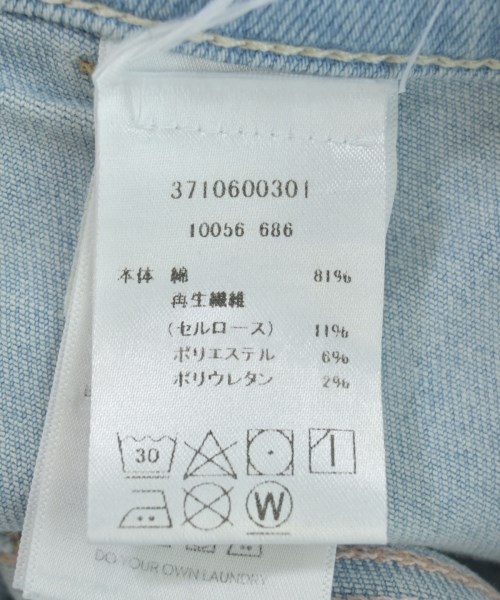 3710600301
10056 686
本体 綿 81%
再生繊維
(セルロース) 11%
ポリエステル 6%
ポリウレタン 2%
30
W
DO YOUR OWN LAUNDRY